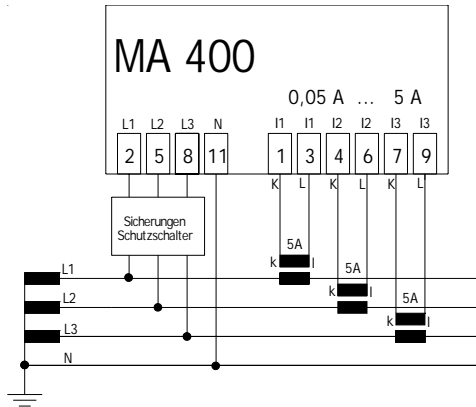 MA 400
0,05 A ... 5 A
L1 L2 L3 N I1 I1 I2 I2 I3 I3
2 5 8 11 1 3 4 6 7 9
K L K L K L
Sicherungen
Schutzschalter
5A
k l
L1
5A
k l
L2
5A
k l
L3
N